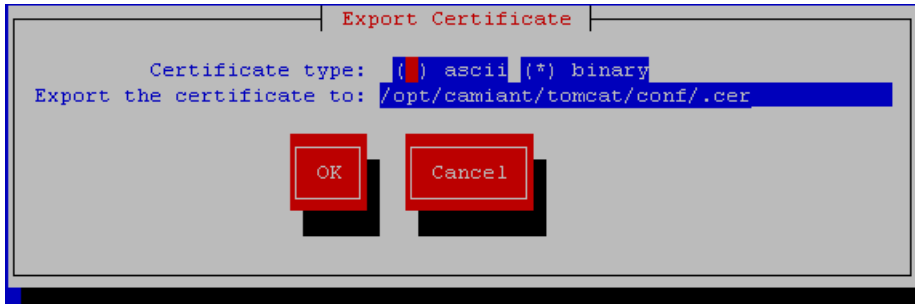 Export Certificate
Certificate type: ( ) ascii (*) binary
Export the certificate to: /opt/camiant/tomcat/conf/.cer
OK Cancel